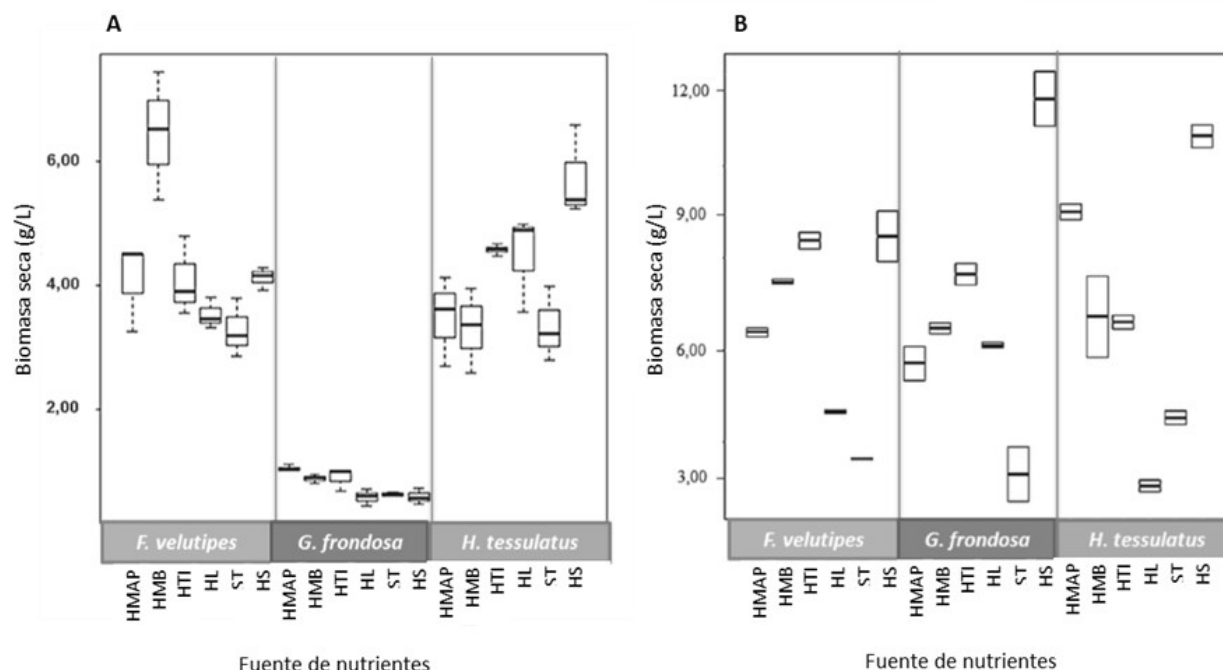 A
Biomasa seca (g/L)
6,00
4,00
2,00
F. velutipes G. frondosa H. tessulatus
HMAP HMB HTI HL ST HS HMAP HMB HTI HL ST HS HMAP HMB HTI HL ST HS
Fuente de nutrientes
B
Biomasa seca (g/L)
12,00
9,00
6,00
3,00
F. velutipes G. frondosa H. tessulatus
HMAP HMB HTI HL ST HS HMAP HMB HTI HL ST HS HMAP HMB HTI HL ST HS
Fuente de nutrientes